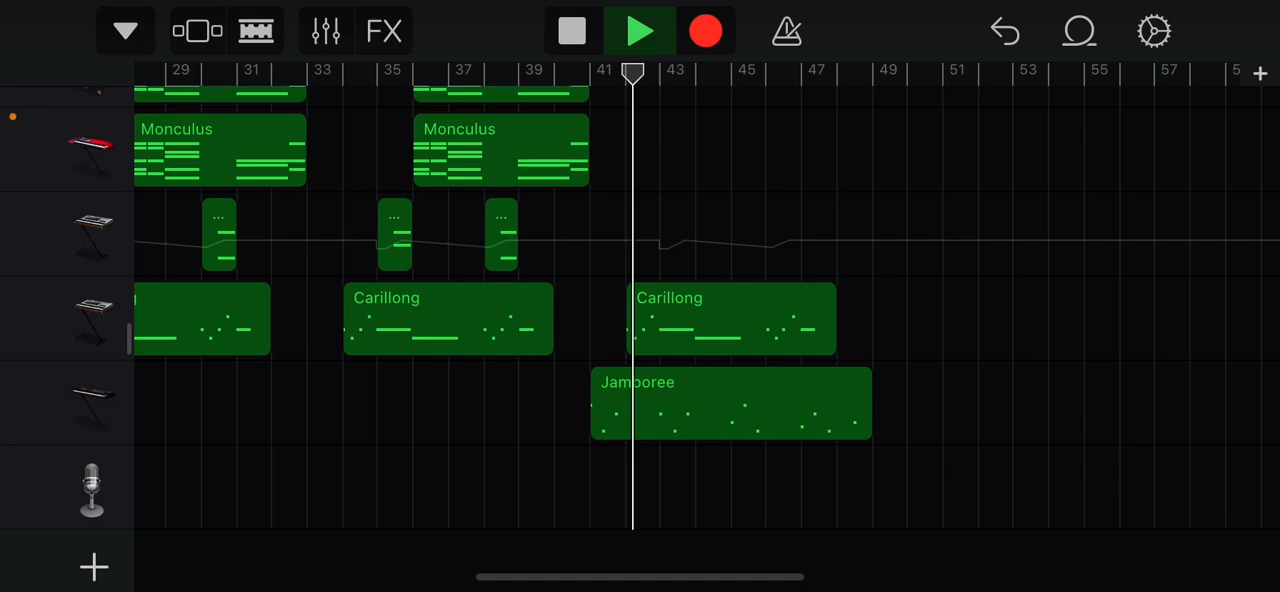 FX
29 31 33 35 37 39 41 43 45 47 49 51 53 55 57 5
Monculus Monculus
... ... ...
Carillong Carillong
Jamboree